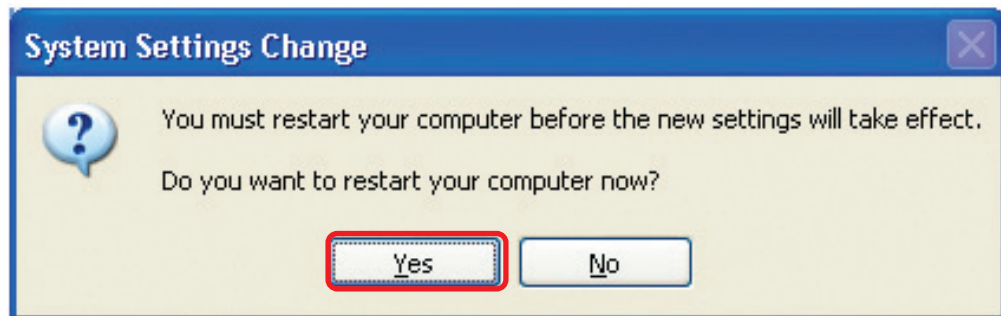 System Settings Change
You must restart your computer before the new settings will take effect.
Do you want to restart your computer now?
Yes No